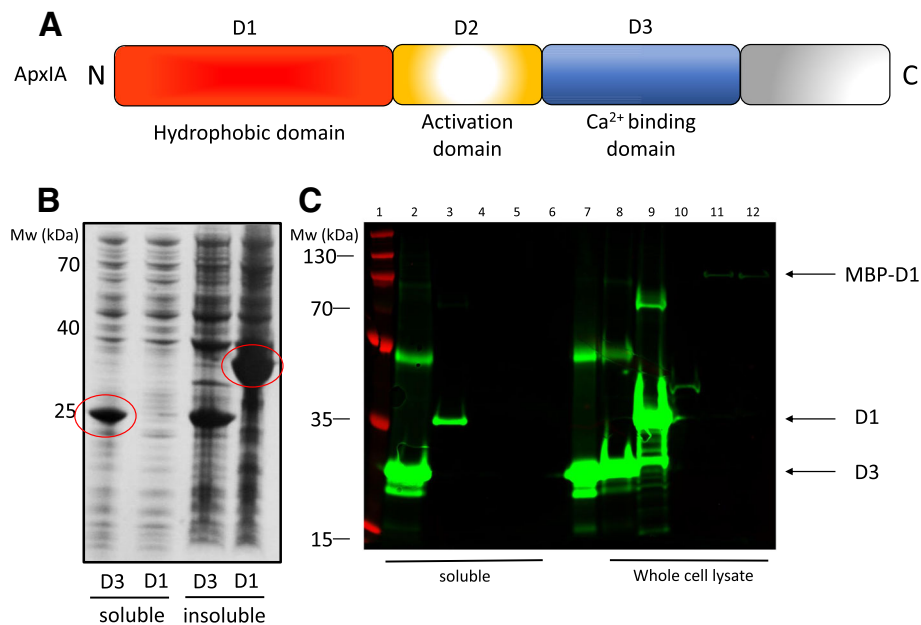 A
D1 D2 D3
ApxIA N C
Hydrophobic domain
Activation
domain
Ca2+ binding
domain
B
Mw (kDa)
70
40
25
D3 D1 D3 D1
soluble insoluble
C
1 2 3 4 5 6 7 8 9 10 11 12
Mw (kDa)
130
70
35
15
MBP-D1
D1
D3
soluble Whole cell lysate